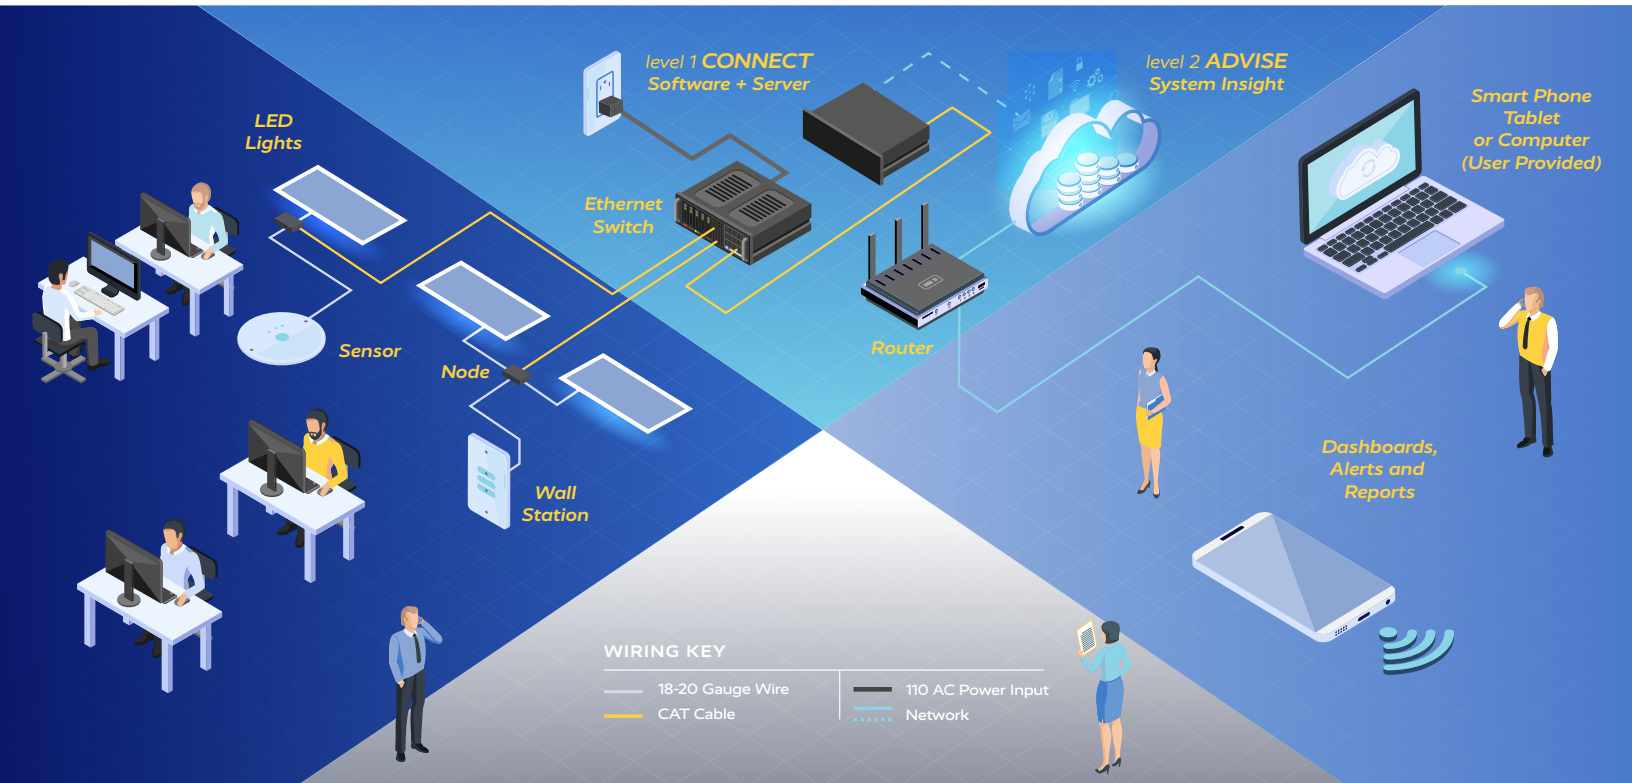 level 1 CONNECT
Software + Server
level 2 ADVISE
System Insight
Smart Phone
Tablet
or Computer
(User Provided)
LED
Lights
Ethernet
Switch
Sensor
Node
Router
Wall
Station
Dashboards,
Alerts and
Reports
WIRING KEY
18-20 Gauge Wire
CAT Cable
110 AC Power Input
Network